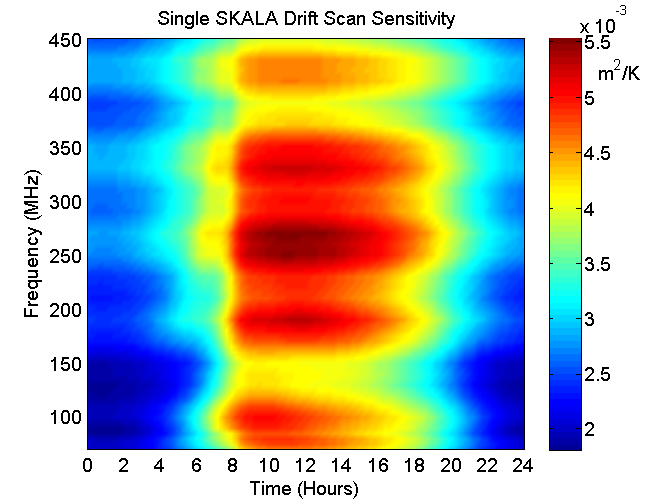 Single SKALA Drift Scan Sensitivity
x 10^-3
m^2/K
5.5
5
4.5
4
3.5
3
2.5
2
450
400
350
300
250
200
150
100
Frequency (MHz)
0 2 4 6 8 10 12 14 16 18 20 22 24
Time (Hours)